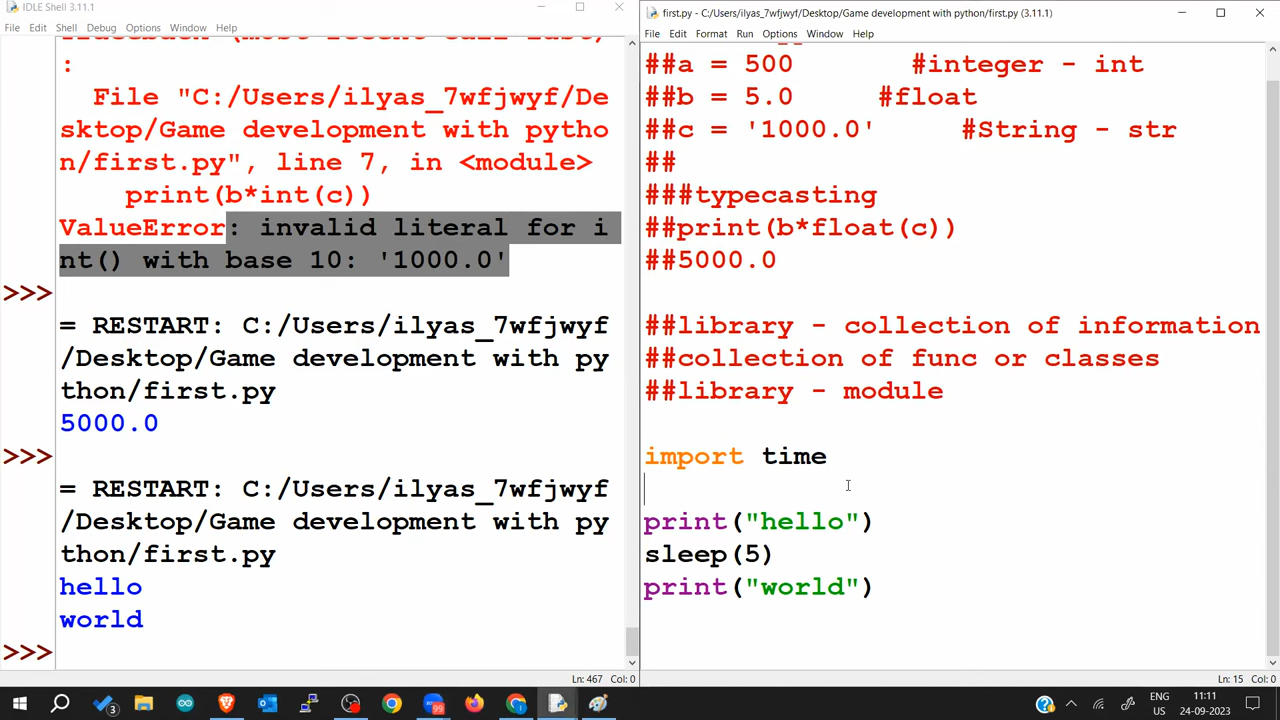 IDLE Shell 3.11.1
File Edit Shell Debug Options Window Help
Traceback (most recent call last)
:
File "C:/Users/ilyas_7wfjwyf/De
sktop/Game development with pytho
n/first.py", line 7, in <module>
print(b*int(c))
ValueError: invalid literal for i
nt() with base 10: '1000.0'
>>>
= RESTART: C:/Users/ilyas_7wfjwyf
/Desktop/Game development with py
thon/first.py
5000.0
>>>
= RESTART: C:/Users/ilyas_7wfjwyf
/Desktop/Game development with py
thon/first.py
hello
world
>>>
Ln: 467 Col: 0
first.py - C:/Users/ilyas_7wfjwyf/Desktop/Game development with python/first.py (3.11.1)
File Edit Format Run Options Window Help
##a = 500 #integer - int
##b = 5.0 #float
##c = '1000.0' #String - str
##
###typecasting
##print(b*float(c))
##5000.0
##library - collection of information
##collection of func or classes
##library - module
import time
print("hello")
sleep(5)
print("world")
Ln: 15 Col: 0
3
99
ENG
US
11:11
24-09-2023